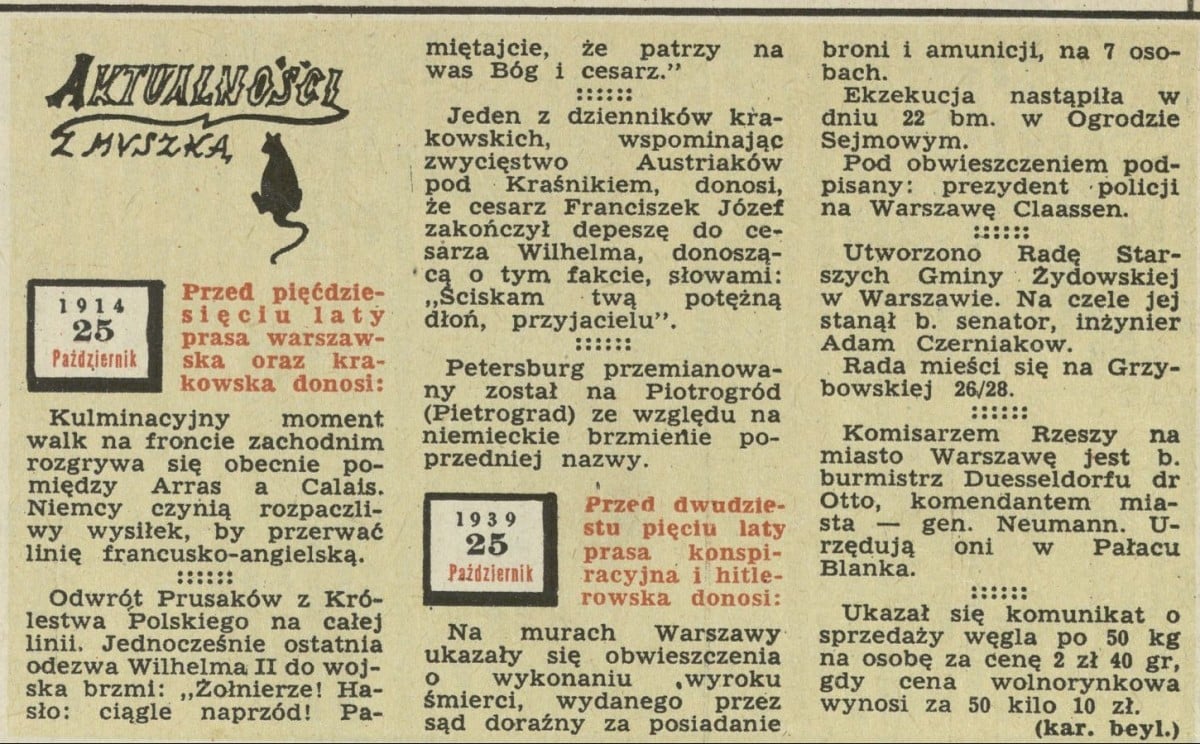 AKTUALNOŚCI
Z MYSZKĄ
1914
25
Październik
Przed pięćdzie-
sięciu laty
prasa warszaw-
ska oraz kra-
kowska donosi:
Kulminacyjny moment
walk na froncie zachodnim
rozgrywa się obecnie po-
między Arras a Calais.
Niemcy czynią rozpaczli-
wy wysiłek, by przerwać
linię francusko-angielską.
::::::
Odwrót Prusaków z Kró-
lestwa Polskiego na całej
linii. Jednocześnie ostatnia
odezwa Wilhelma II do woj-
ska brzmi: „Żołnierze! Ha-
sło: ciągle naprzód! Pa-
miętajcie, że patrzy na
was Bóg i cesarz.”
::::::
Jeden z dzienników kra-
kowskich, wspominając
zwycięstwo Austriaków
pod Kraśnikiem, donosi,
że cesarz Franciszek Józef
zakończył depeszę do ce-
sarza Wilhelma, donoszą-
cą o tym fakcie, słowami:
„Ściskam twą potężną
dłoń, przyjacielu”.
::::::
Petersburg przemianowa-
ny został na Piotrogród
(Pietrograd) ze względu na
niemieckie brzmienie po-
przedniej nazwy.
1939
25
Październik
Przed dwudzie-
stu pięciu laty
prasa konspi-
racyjna i hitle-
rowska donosi:
Na murach Warszawy
ukazały się obwieszczenia
o wykonaniu wyroku
śmierci, wydanego przez
sąd doraźny za posiadanie
broni i amunicji, na 7 oso-
bach.
Ekzekucja nastąpiła w
dniu 22 bm. w Ogrodzie
Sejmowym.
Pod obwieszczeniem pod-
pisany: prezydent policji
na Warszawę Claassen.
::::::
Utworzono Radę Star-
szych Gminy Żydowskiej
w Warszawie. Na czele jej
stanął b. senator, inżynier
Adam Czerniakow.
Rada mieści się na Grzy-
bowskiej 26/28.
::::::
Komisarzem Rzeszy na
miasto Warszawę jest b.
burmistrz Duesseldorfu dr
Otto, komendantem mia-
sta — gen. Neumann. U-
rzędują oni w Pałacu
Blanka.
::::::
Ukazał się komunikat o
sprzedaży węgla po 50 kg
na osobę za cenę 2 zł 40 gr,
gdy cena wolnorynkowa
wynosi za 50 kilo 10 zł.
(kar. beyl.)